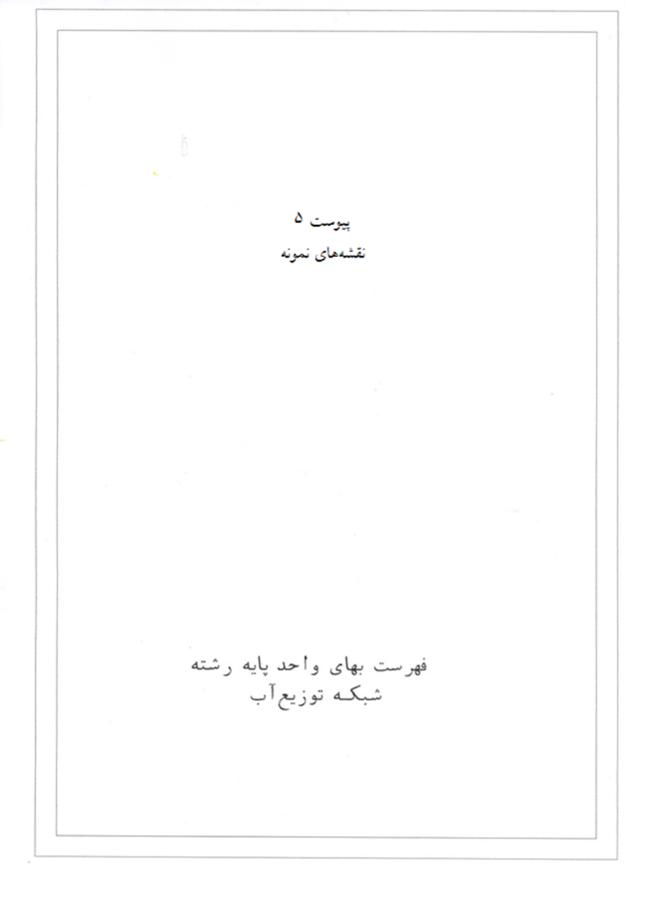 پیوست ۵
نقشه‌های نمونه
فهرست بهای واحد پایه رشته
شبکه توزیع آب